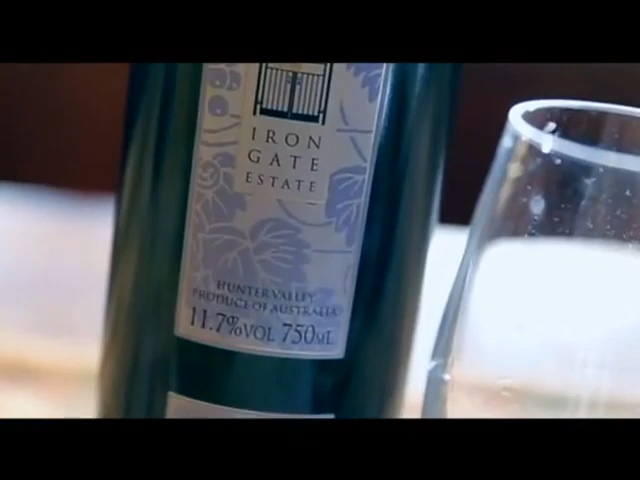 IRON
GATE
ESTATE
HUNTER VALLEY
PRODUCE OF AUSTRALIA
11.7%VOL 750ML